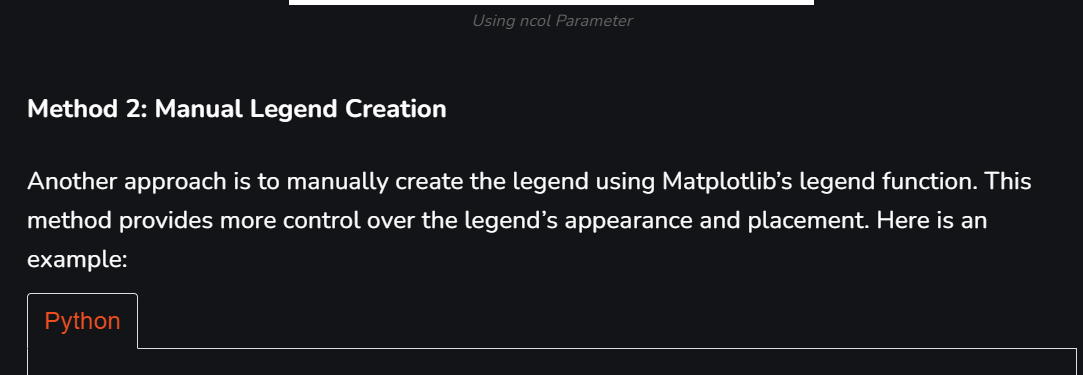 Using ncol Parameter
Method 2: Manual Legend Creation
Another approach is to manually create the legend using Matplotlib’s legend function. This
method provides more control over the legend’s appearance and placement. Here is an
example:
Python